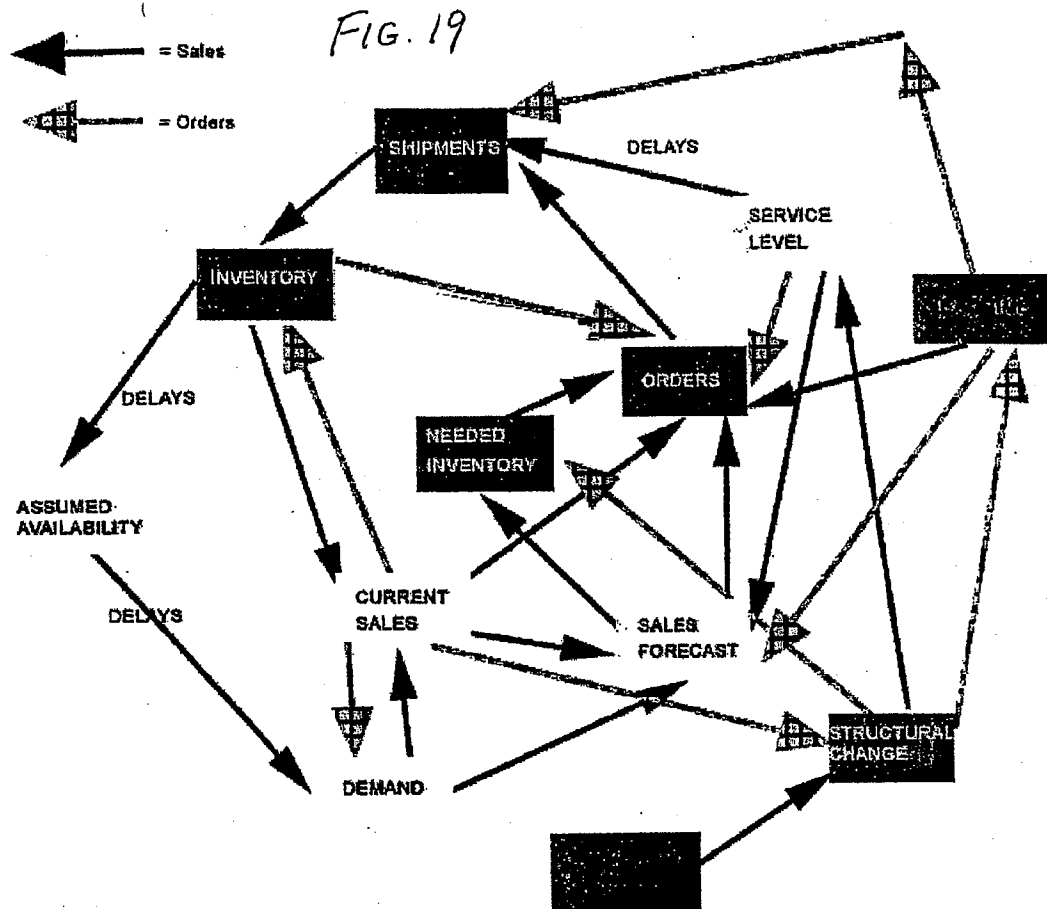 FIG. 19
= Sales
= Orders
SHIPMENTS
DELAYS
SERVICE
LEVEL
INVENTORY
ORDERS
DELAYS
NEEDED
INVENTORY
ASSUMED
AVAILABILITY
DELAYS
CURRENT
SALES
SALES
FORECAST
STRUCTURAL
CHANGE
DEMAND